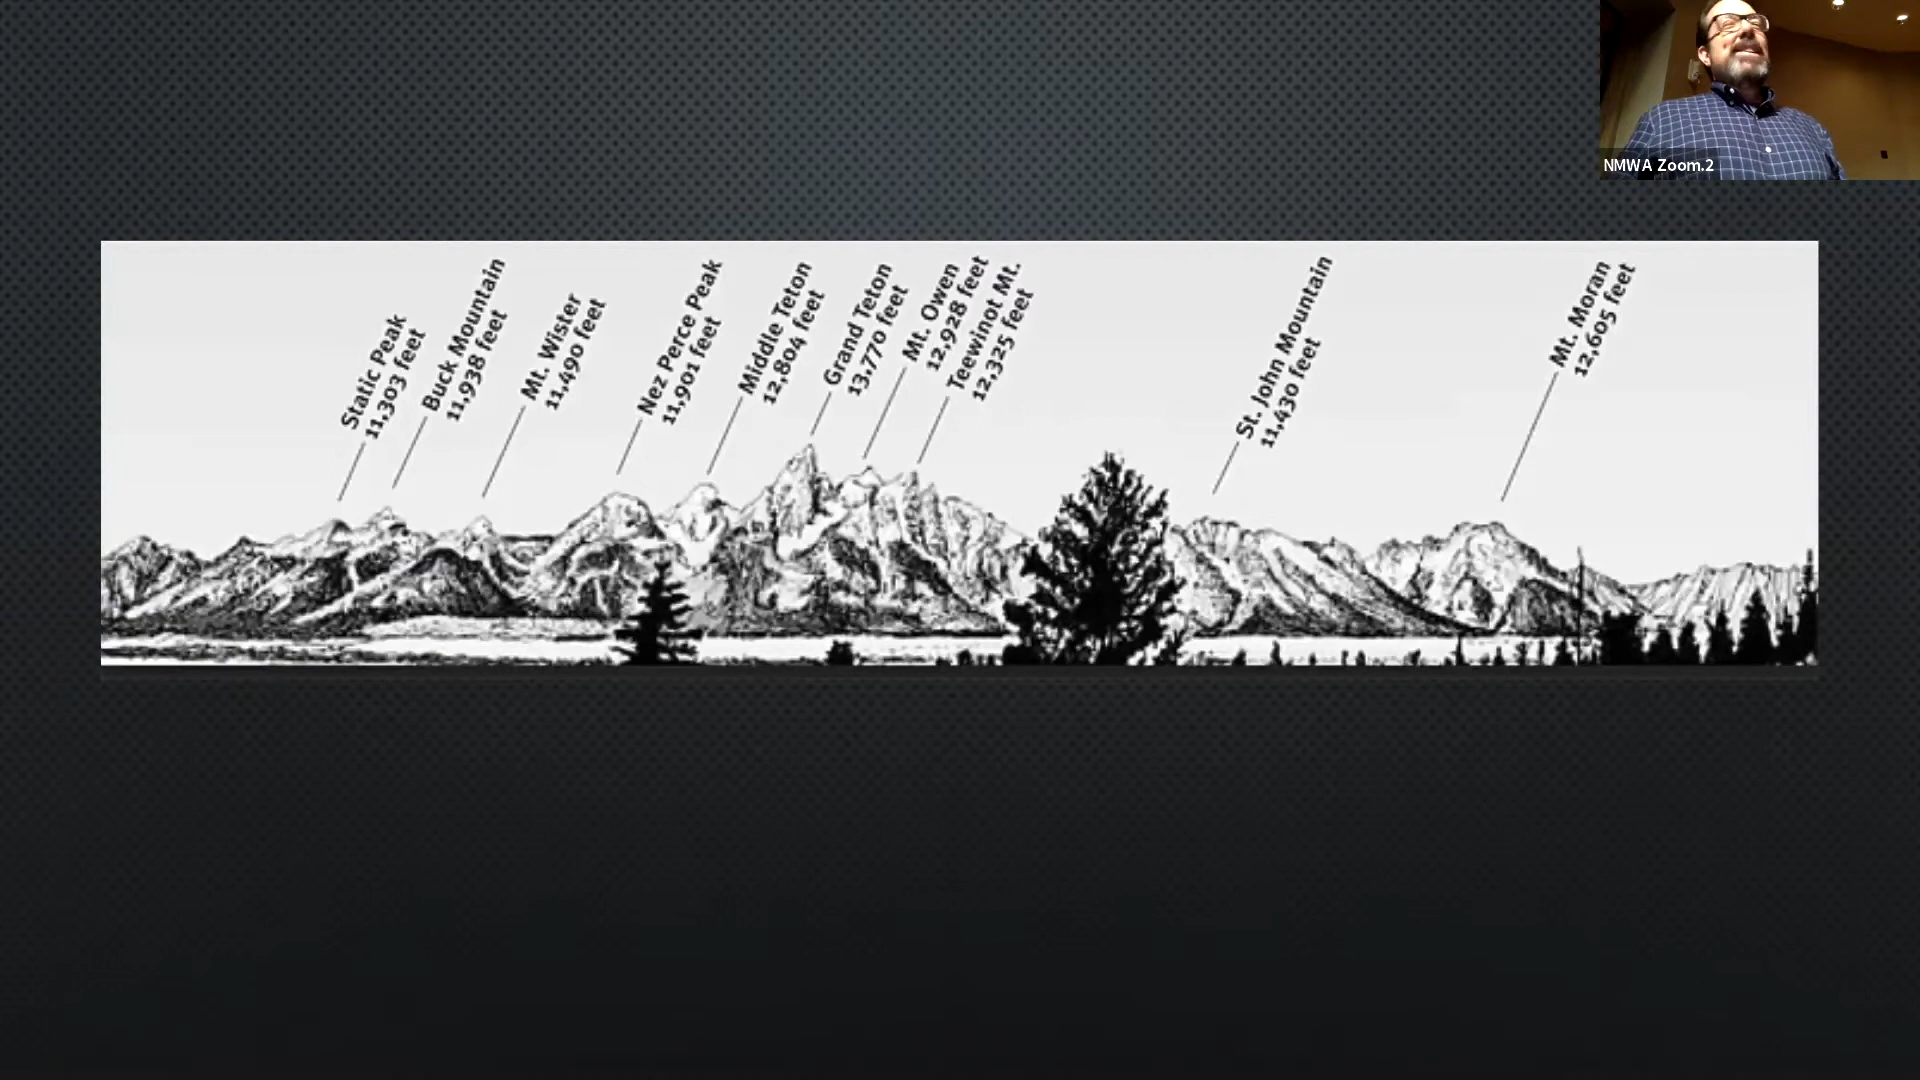 NMWA Zoom.2
Static Peak
11,303 feet
Buck Mountain
11,938 feet
Mt. Wister
11,490 feet
Nez Perce Peak
11,901 feet
Middle Teton
12,804 feet
Grand Teton
13,770 feet
Mt. Owen
12,928 feet
Teewinot Mt.
12,325 feet
St. John Mountain
11,430 feet
Mt. Moran
12,605 feet